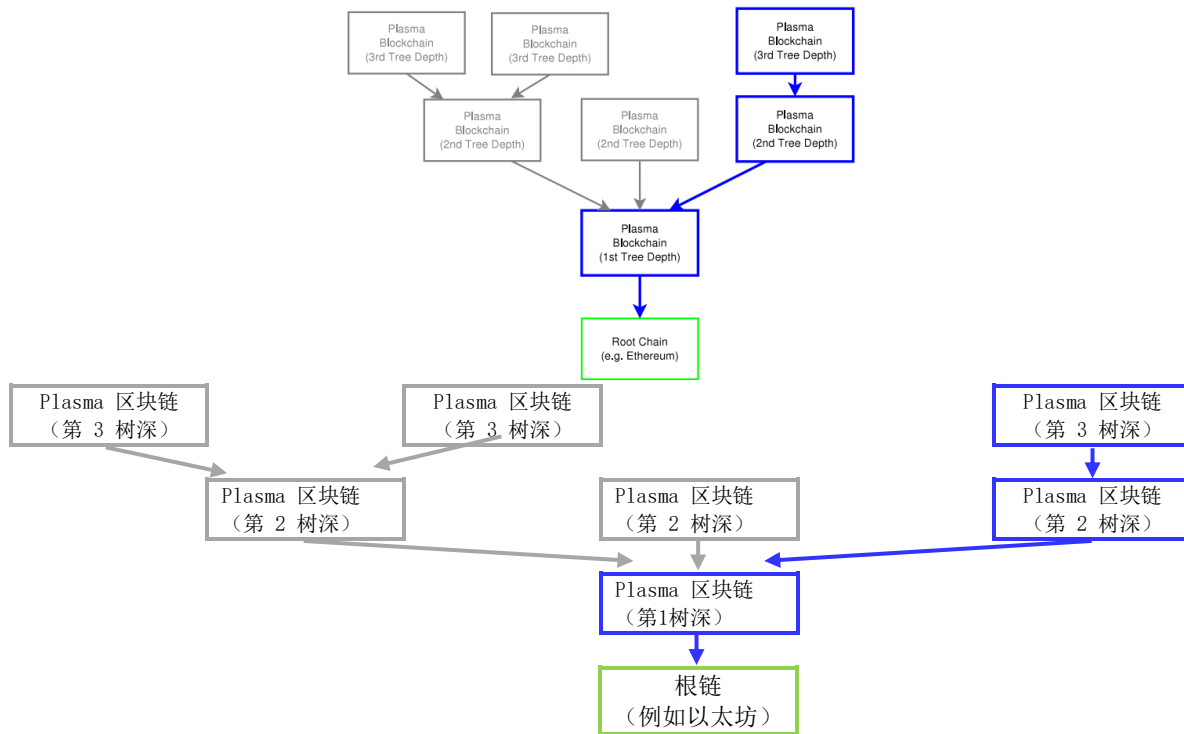 Plasma
Blockchain
(3rd Tree Depth)
Plasma
Blockchain
(3rd Tree Depth)
Plasma
Blockchain
(3rd Tree Depth)
Plasma
Blockchain
(2nd Tree Depth)
Plasma
Blockchain
(2nd Tree Depth)
Plasma
Blockchain
(2nd Tree Depth)
Plasma
Blockchain
(1st Tree Depth)
Root Chain
(e.g. Ethereum)
Plasma 区块链
（第 3 树深）
Plasma 区块链
（第 3 树深）
Plasma 区块链
（第 3 树深）
Plasma 区块链
（第 2 树深）
Plasma 区块链
（第 2 树深）
Plasma 区块链
（第 2 树深）
Plasma 区块链
（第1树深）
根链
（例如以太坊）